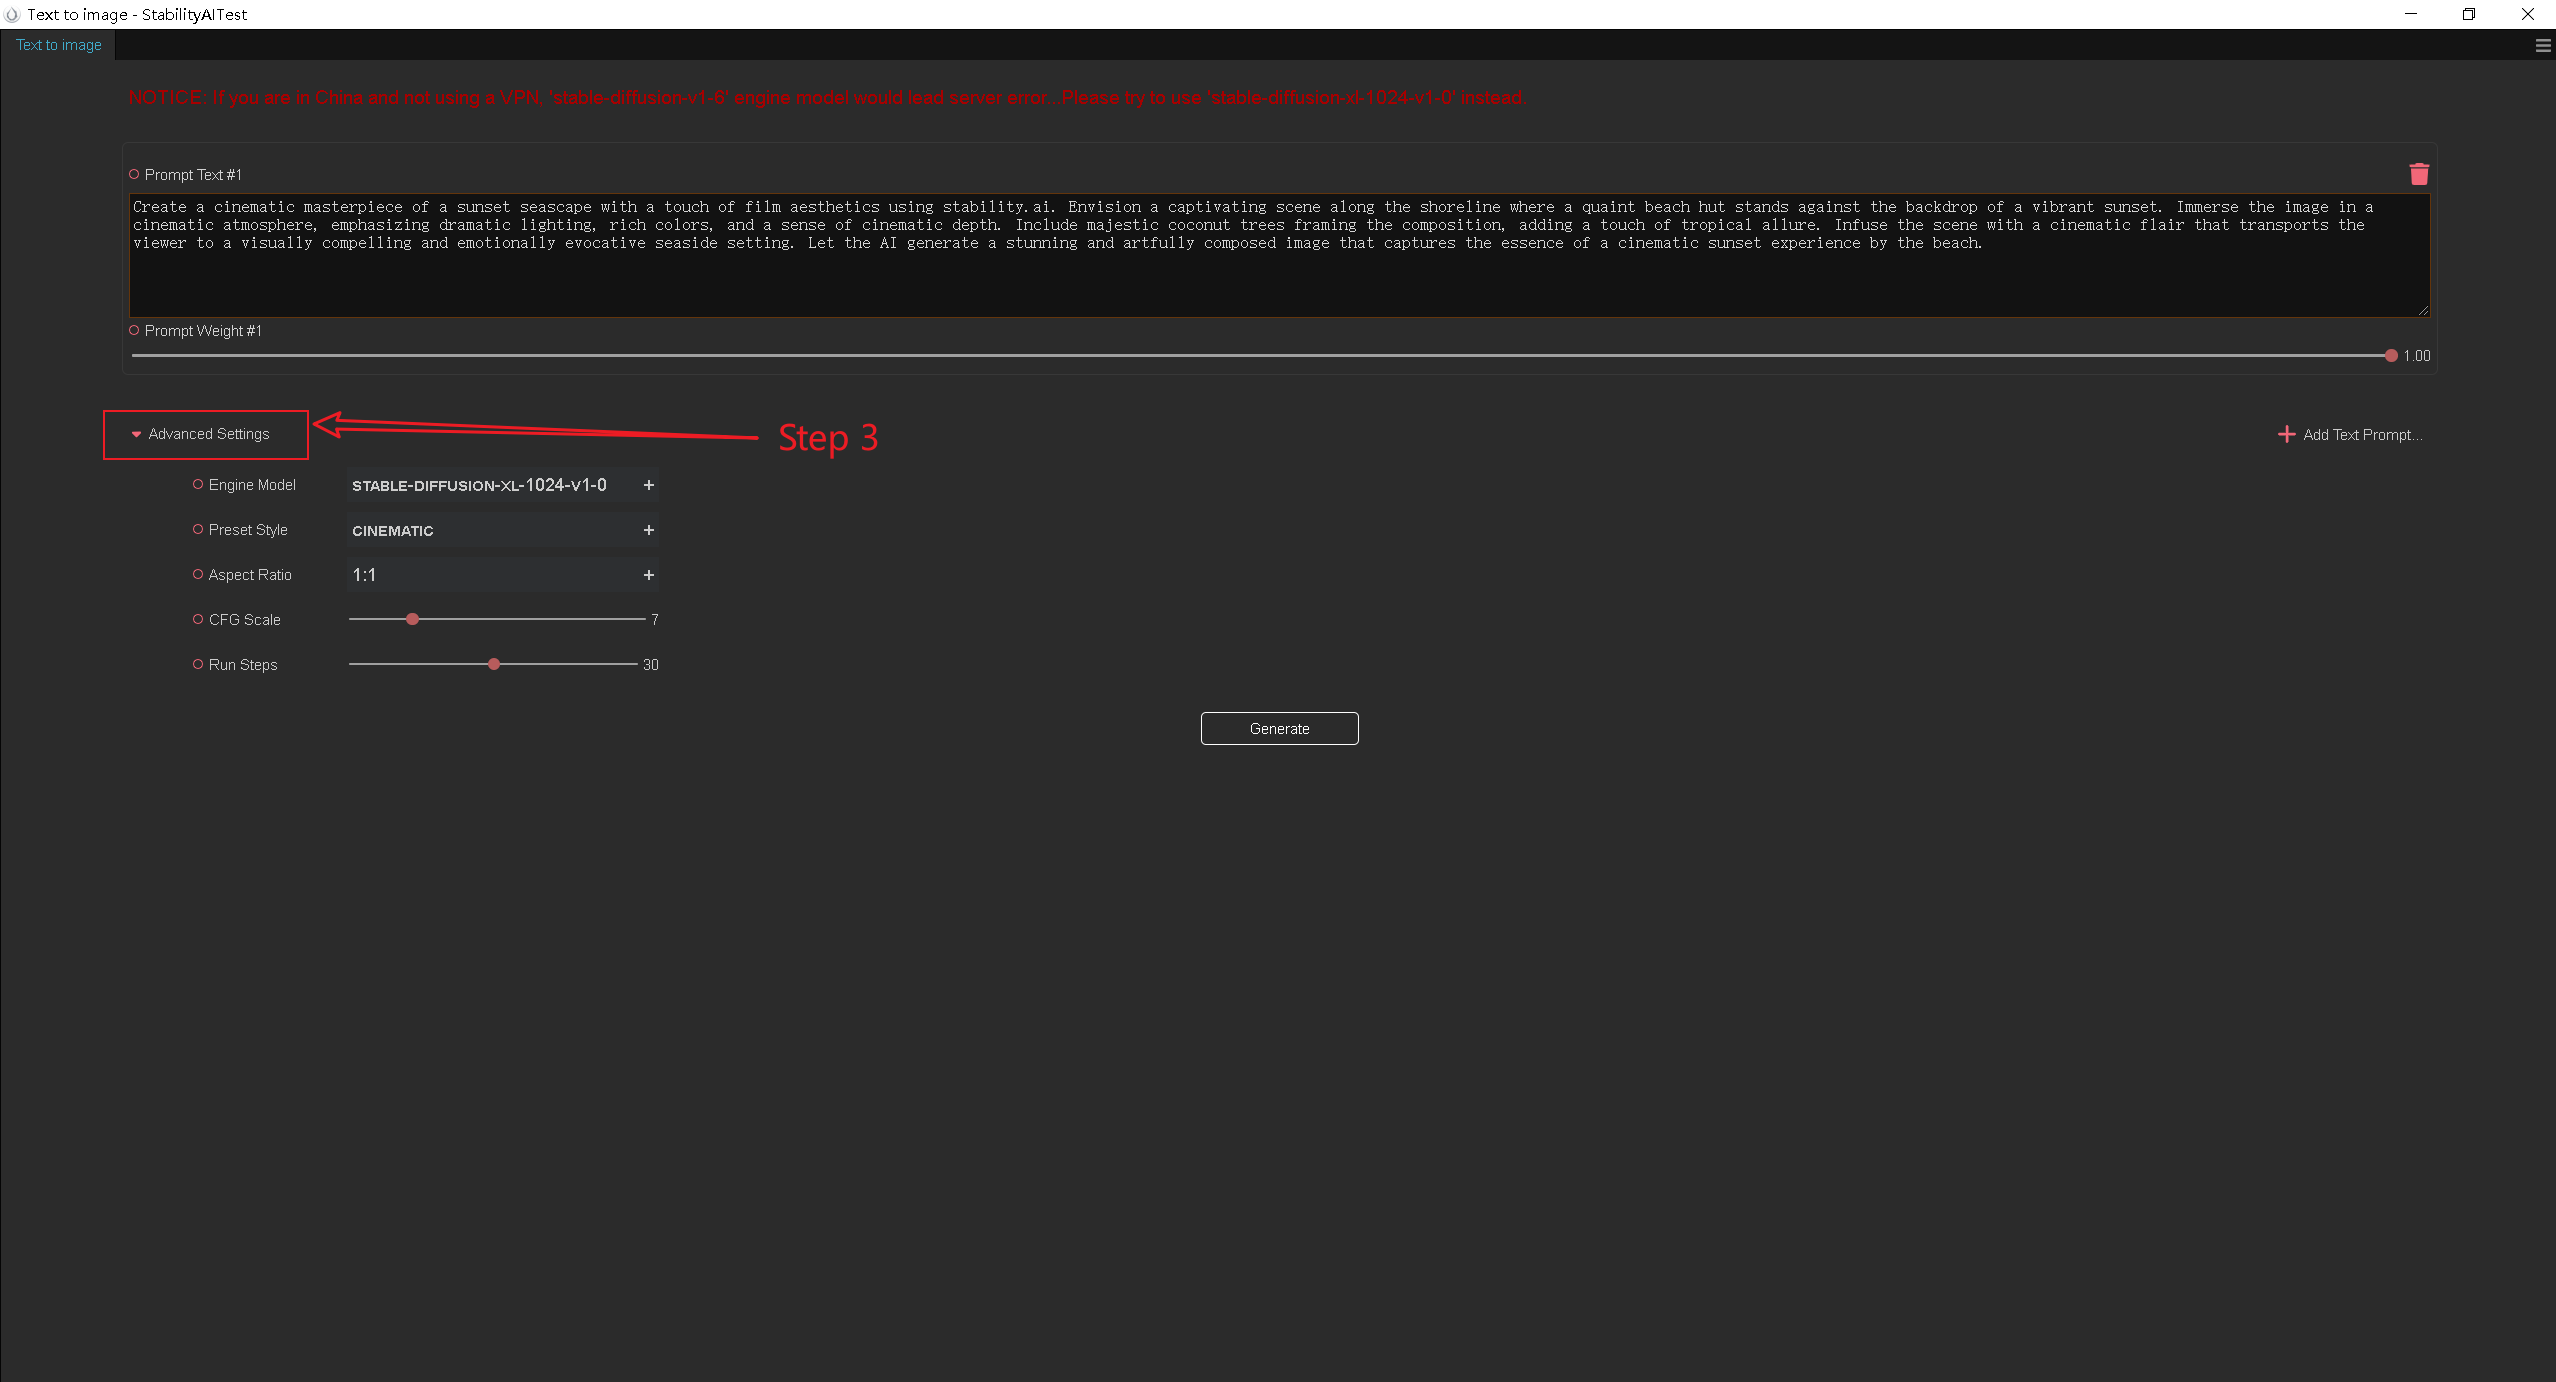 Text to image - StabilityAITest
Text to image
NOTICE: If you are in China and not using a VPN, 'stable-diffusion-v1-6' engine model would lead server error...Please try to use 'stable-diffusion-xl-1024-v1-0' instead.
Prompt Text #1
Create a cinematic masterpiece of a sunset seascape with a touch of film aesthetics using stability.ai. Envision a captivating scene along the shoreline where a quaint beach hut stands against the backdrop of a vibrant sunset. Immerse the image in a
cinematic atmosphere, emphasizing dramatic lighting, rich colors, and a sense of cinematic depth. Include majestic coconut trees framing the composition, adding a touch of tropical allure. Infuse the scene with a cinematic flair that transports the
viewer to a visually compelling and emotionally evocative seaside setting. Let the AI generate a stunning and artfully composed image that captures the essence of a cinematic sunset experience by the beach.
Prompt Weight #1
1.00
Advanced Settings
Step 3
Add Text Prompt...
Engine Model STABLE-DIFFUSION-XL-1024-V1-0 +
Preset Style CINEMATIC +
Aspect Ratio 1:1 +
CFG Scale 7
Run Steps 30
Generate